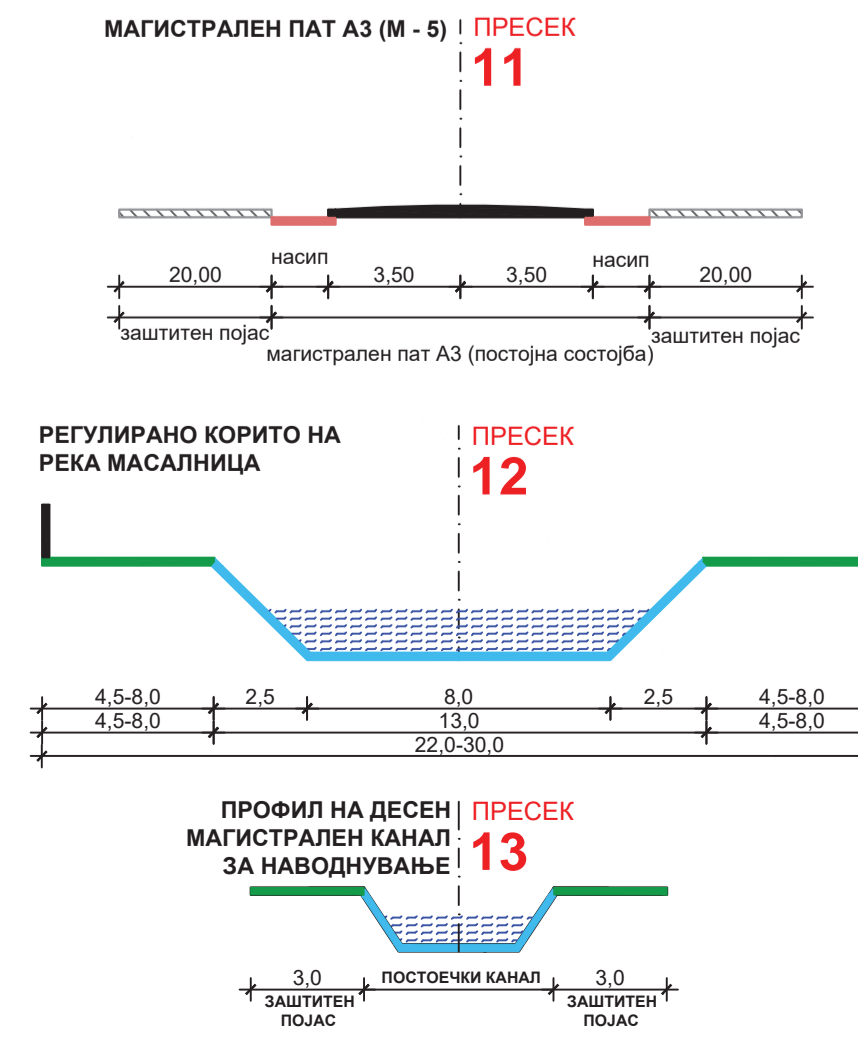 МАГИСТРАЛЕН ПАТ А3 (М - 5)
ПРЕСЕК
11
насип
насип
20,00
3,50
3,50
20,00
заштитен појас
заштитен појас
магистрален пат А3 (постојна состојба)
РЕГУЛИРАНО КОРИТО НА
РЕКА МАСАЛНИЦА
ПРЕСЕК
12
4,5-8,0
2,5
8,0
2,5
4,5-8,0
4,5-8,0
13,0
4,5-8,0
22,0-30,0
ПРОФИЛ НА ДЕСЕН
МАГИСТРАЛЕН КАНАЛ
ЗА НАВОДНУВАЊЕ
ПРЕСЕК
13
3,0
ПОСТОЕЧКИ КАНАЛ
3,0
ЗАШТИТЕН
ПОЈАС
ЗАШТИТЕН
ПОЈАС